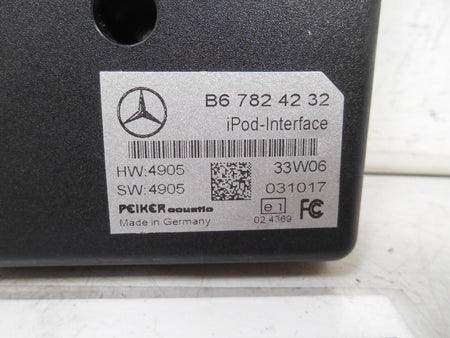 B6 782 42 32
iPod-Interface
HW:4905 33W06
SW:4905 031017
PEIKER acoustic e1
Made in Germany 02 4369 FC